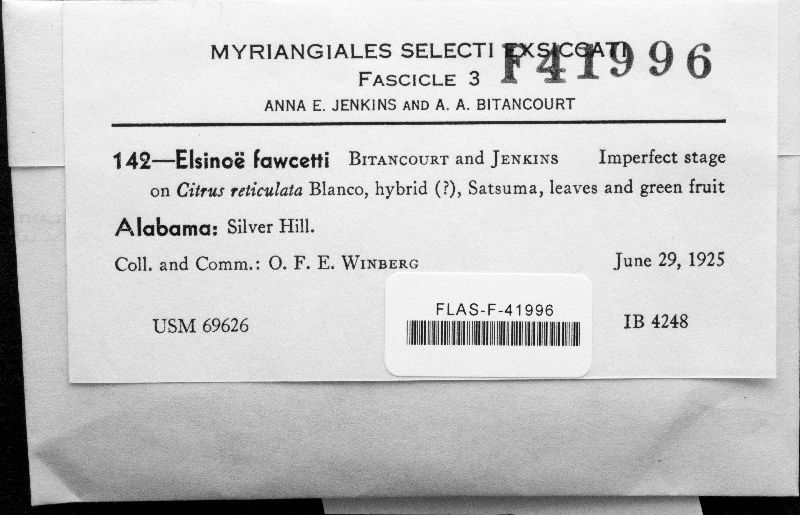 MYRIANGIALES SELECTI EXSICCATI
F41996
FASCICLE 3
ANNA E. JENKINS AND A. A. BITANCOURT
142—Elsinoë fawcetti BITANCOURT and JENKINS Imperfect stage
on Citrus reticulata Blanco, hybrid (?), Satsuma, leaves and green fruit
Alabama: Silver Hill.
Coll. and Comm.: O. F. E. WINBERG June 29, 1925
USM 69626
FLAS-F-41996
IB 4248